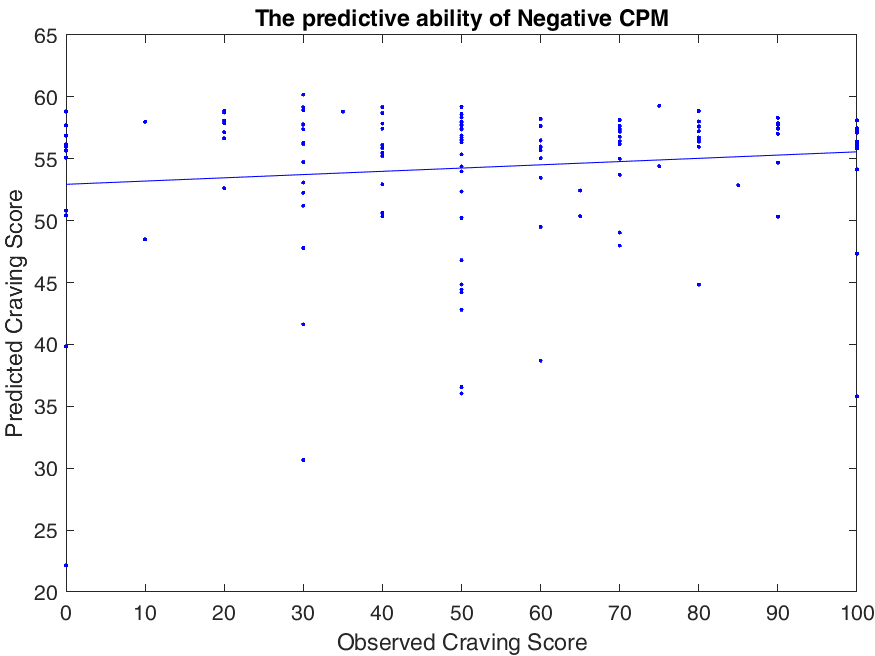 The predictive ability of Negative CPM
65
60
55
50
45
40
35
30
25
20
Predicted Craving Score
0 10 20 30 40 50 60 70 80 90 100
Observed Craving Score